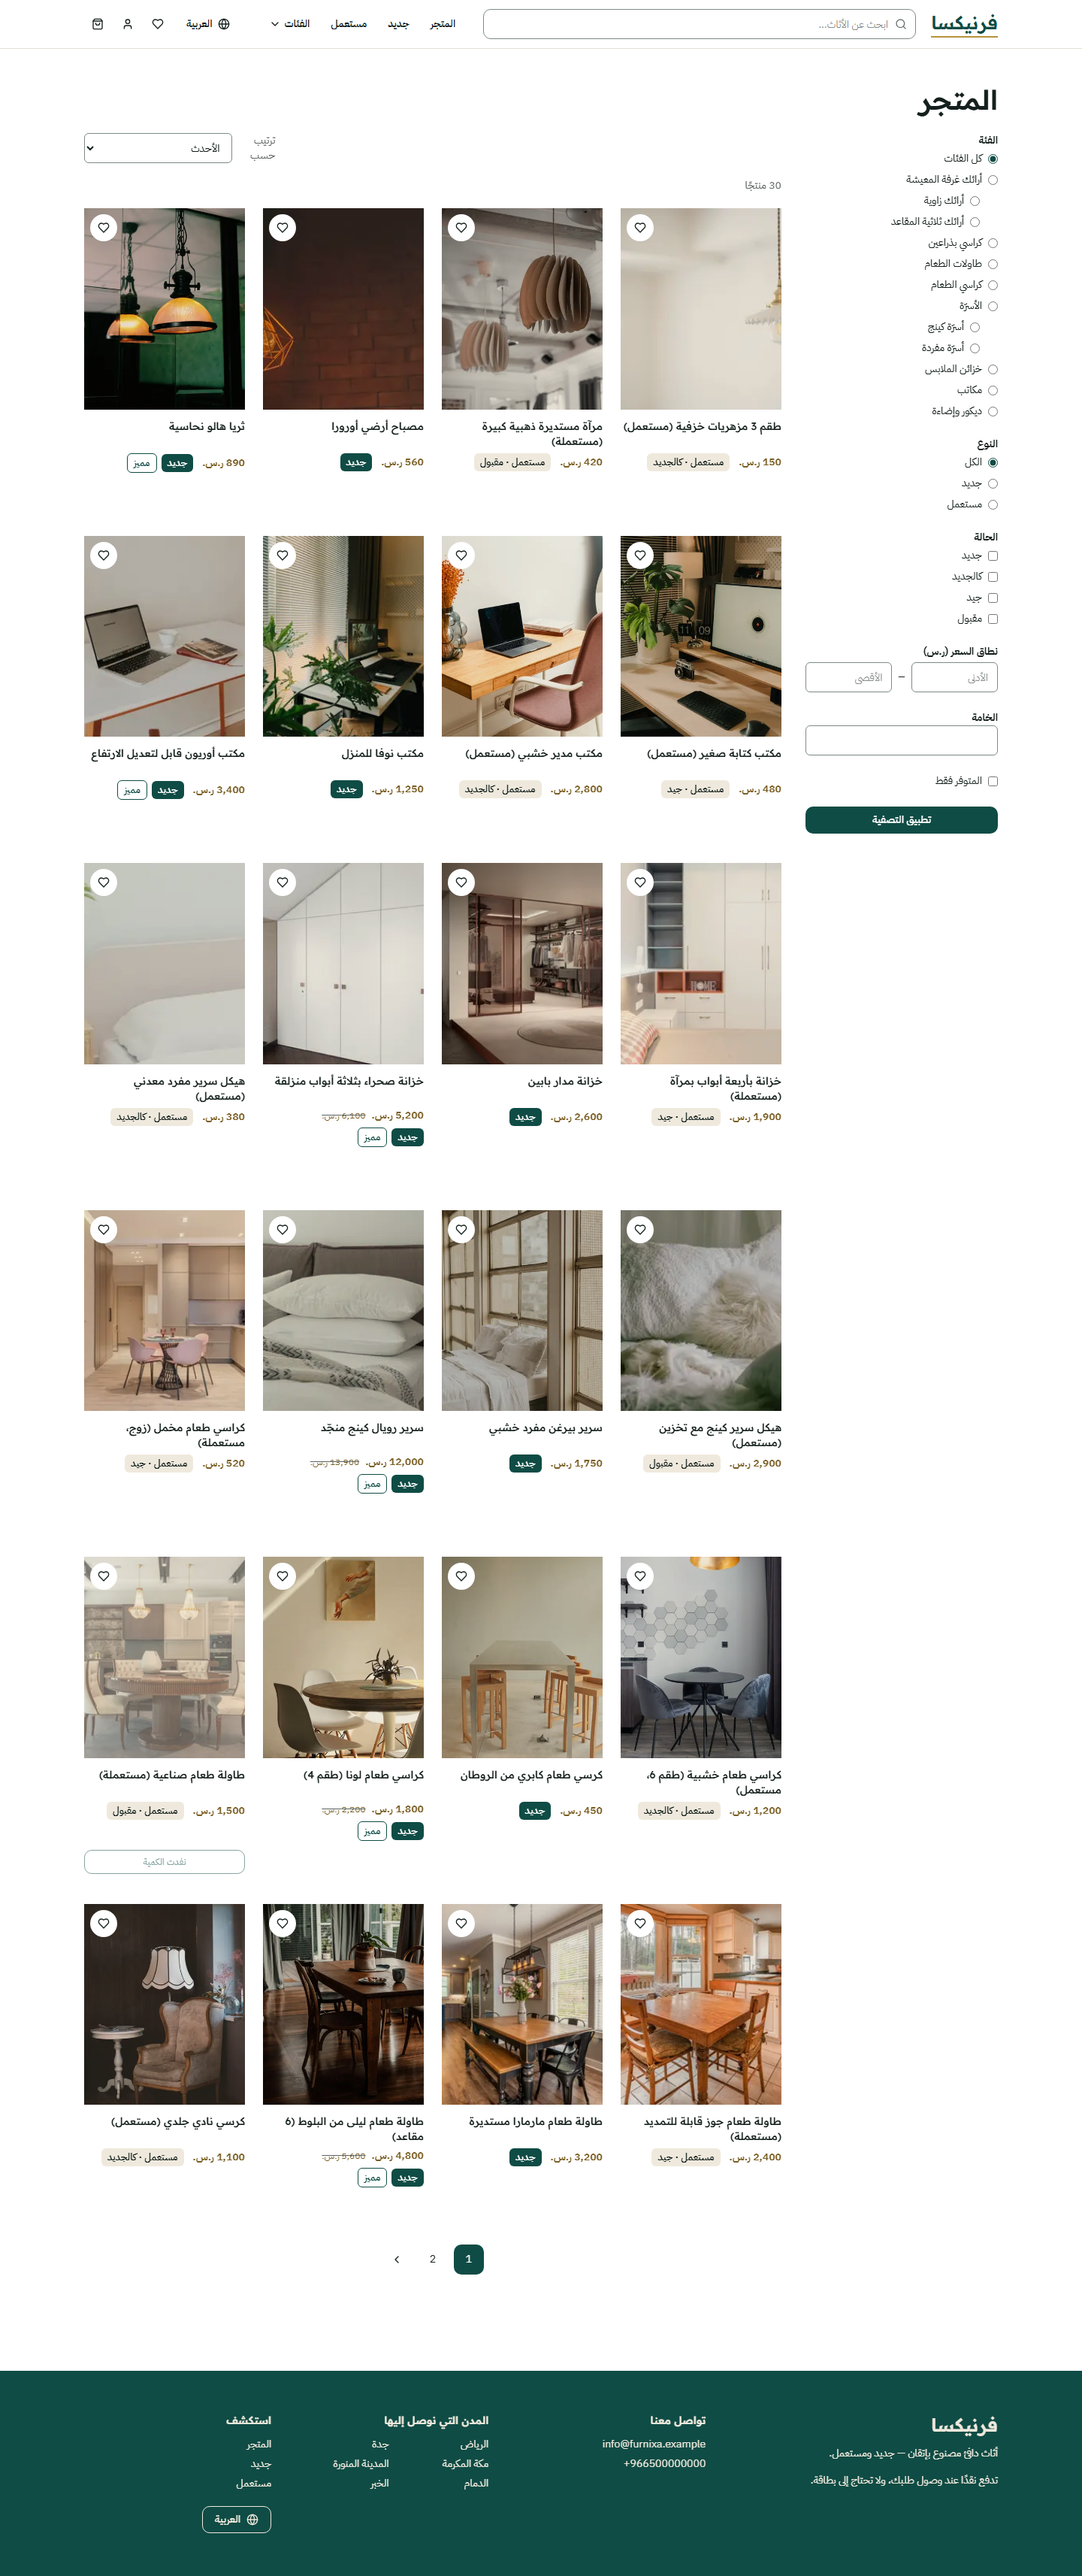 فرنيكسا
ابحث عن الأثاث...
المتجر
جديد
مستعمل
الفئات
العربية
المتجر
الفئة
كل الفئات
أرائك غرفة المعيشة
أرائك زاوية
أرائك ثلاثية المقاعد
كراسي بذراعين
طاولات الطعام
كراسي الطعام
الأسرّة
أسرّة كينج
أسرّة مفردة
خزائن الملابس
مكاتب
ديكور وإضاءة
النوع
الكل
جديد
مستعمل
الحالة
جديد
كالجديد
جيد
مقبول
نطاق السعر (ر.س)
الأدنى – الأقصى
الخامة
المتوفر فقط
تطبيق التصفية
ترتيب
حسب
الأحدث
30 منتجًا
طقم 3 مزهريات خزفية (مستعمل)
150 ر.س.
مستعمل · كالجديد
مرآة مستديرة ذهبية كبيرة
(مستعملة)
420 ر.س.
مستعمل · مقبول
مصباح أرضي أورورا
560 ر.س.
جديد
ثريا هالو نحاسية
890 ر.س.
جديد
مميز
مكتب كتابة صغير (مستعمل)
480 ر.س.
مستعمل · جيد
مكتب مدير خشبي (مستعمل)
2,800 ر.س.
مستعمل · كالجديد
مكتب نوفا للمنزل
1,250 ر.س.
جديد
مكتب أوريون قابل لتعديل الارتفاع
3,400 ر.س.
جديد
مميز
HOME
خزانة بأربعة أبواب بمرآة
(مستعملة)
1,900 ر.س.
مستعمل · جيد
خزانة مدار بابين
2,600 ر.س.
جديد
خزانة صحراء بثلاثة أبواب منزلقة
5,200 ر.س.
6,100 ر.س.
جديد
مميز
هيكل سرير مفرد معدني
(مستعمل)
380 ر.س.
مستعمل · كالجديد
هيكل سرير كينج مع تخزين
(مستعمل)
2,900 ر.س.
مستعمل · مقبول
سرير بيرغن مفرد خشبي
1,750 ر.س.
جديد
سرير رويال كينج منجّد
12,000 ر.س.
13,900 ر.س.
جديد
مميز
كراسي طعام مخمل (زوج،
مستعملة)
520 ر.س.
مستعمل · جيد
كراسي طعام خشبية (طقم 6،
مستعمل)
1,200 ر.س.
مستعمل · كالجديد
كرسي طعام كابري من الروطان
450 ر.س.
جديد
كراسي طعام لونا (طقم 4)
1,800 ر.س.
2,200 ر.س.
جديد
مميز
طاولة طعام صناعية (مستعملة)
1,500 ر.س.
مستعمل · مقبول
نفدت الكمية
طاولة طعام جوز قابلة للتمديد
(مستعملة)
2,400 ر.س.
مستعمل · جيد
طاولة طعام مارمارا مستديرة
3,200 ر.س.
جديد
طاولة طعام ليلى من البلوط (6
مقاعد)
4,800 ر.س.
5,600 ر.س.
جديد
مميز
كرسي نادي جلدي (مستعمل)
1,100 ر.س.
مستعمل · كالجديد
1
2
فرنيكسا
أثاث دافئ مصنوع بإتقان — جديد ومستعمل.
تدفع نقدًا عند وصول طلبك، ولا تحتاج إلى بطاقة.
تواصل معنا
info@furnixa.example
+966500000000
المدن التي نوصل إليها
الرياض
جدة
مكة المكرمة
المدينة المنورة
الدمام
الخبر
استكشف
المتجر
جديد
مستعمل
العربية